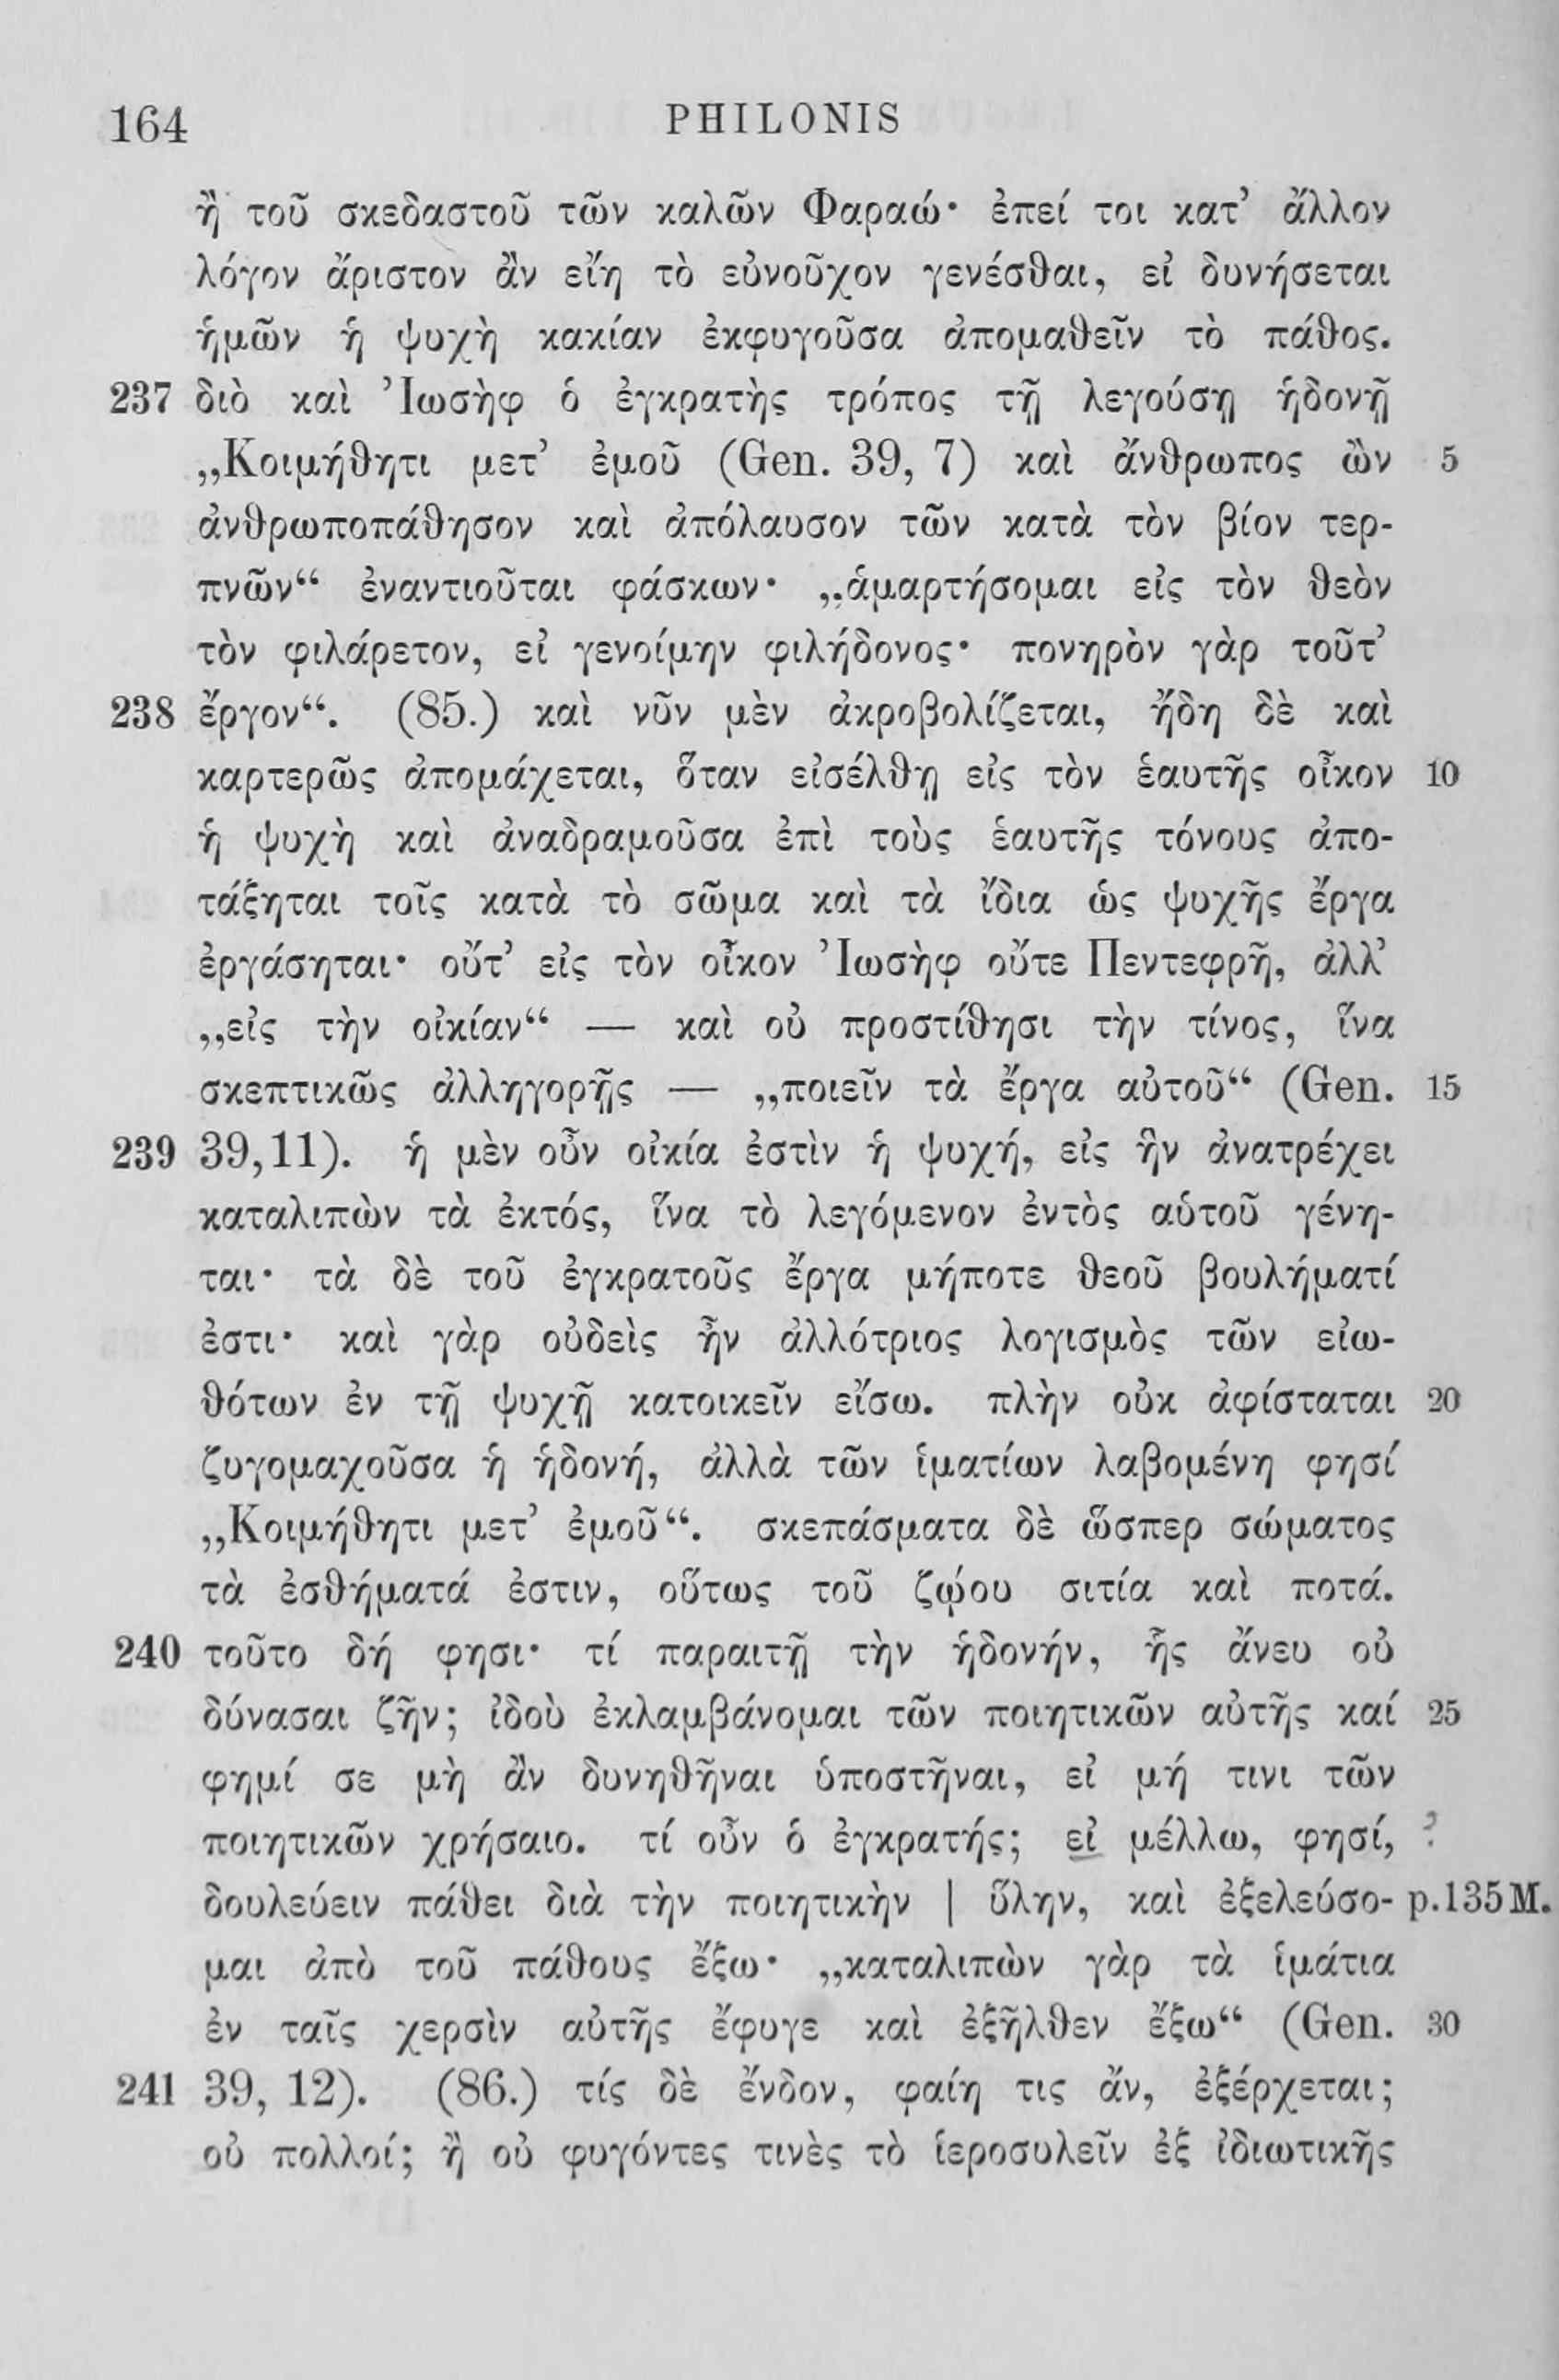 164 PHILONIS
ἢ τοῦ σκεδαστοῦ τῶν καλῶν Φαραώ· ἐπεί τοι κατ’ ἄλλον
λόγον ἄριστον ἂν εἴη τὸ εὐνοῦχον γενέσθαι, εἰ δυνήσεται
ἡμῶν ἡ ψυχὴ κακίαν ἐκφυγοῦσα ἀπομαθεῖν τὸ πάθος.
237 διὸ καὶ Ἰωσὴφ ὁ ἐγκρατὴς τρόπος τῇ λεγούσῃ ἡδονῇ
„Κοιμήθητι μετ’ ἐμοῦ (Gen. 39, 7) καὶ ἄνθρωπος ὢν 5
ἀνθρωποπάθησον καὶ ἀπόλαυσον τῶν κατὰ τὸν βίον τερ-
πνῶν“ ἐναντιοῦται φάσκων· „ἁμαρτήσομαι εἰς τὸν θεὸν
τὸν φιλάρετον, εἰ γενοίμην φιλήδονος· πονηρὸν γὰρ τοῦτ’
238 ἔργον“. (85.) καὶ νῦν μὲν ἀκροβολίζεται, ἤδη δὲ καὶ
καρτερῶς ἀπομάχεται, ὅταν εἰσέλθῃ εἰς τὸν ἑαυτῆς οἶκον 10
ἡ ψυχὴ καὶ ἀναδραμοῦσα ἐπὶ τοὺς ἑαυτῆς τόνους ἀπο-
τάξηται τοῖς κατὰ τὸ σῶμα καὶ τὰ ἴδια ὡς ψυχῆς ἔργα
ἐργάσηται· οὔτ’ εἰς τὸν οἶκον Ἰωσὴφ οὔτε Πεντεφρῆ, ἀλλ’
„εἰς τὴν οἰκίαν“ — καὶ οὐ προστίθησι τὴν τίνος, ἵνα
σκεπτικῶς ἀλληγορῇς — „ποιεῖν τὰ ἔργα αὐτοῦ“ (Gen. 15
239 39,11). ἡ μὲν οὖν οἰκία ἐστὶν ἡ ψυχή, εἰς ἣν ἀνατρέχει
καταλιπὼν τὰ ἐκτός, ἵνα τὸ λεγόμενον ἐντὸς αὑτοῦ γένη-
ται· τὰ δὲ τοῦ ἐγκρατοῦς ἔργα μήποτε θεοῦ βουλήματί
ἐστι· καὶ γὰρ οὐδεὶς ἦν ἀλλότριος λογισμὸς τῶν εἰω-
θότων ἐν τῇ ψυχῇ κατοικεῖν εἴσω. πλὴν οὐκ ἀφίσταται 20
ζυγομαχοῦσα ἡ ἡδονή, ἀλλὰ τῶν ἱματίων λαβομένη φησί
„Κοιμήθητι μετ’ ἐμοῦ“. σκεπάσματα δὲ ὥσπερ σώματος
τὰ ἐσθήματά ἐστιν, οὕτως τοῦ ζῴου σιτία καὶ ποτά.
240 τοῦτο δή φησι· τί παραιτῇ τὴν ἡδονήν, ἧς ἄνευ οὐ
δύνασαι ζῆν; ἰδοὺ ἐκλαμβάνομαι τῶν ποιητικῶν αὐτῆς καί 25
φημί σε μὴ ἂν δυνηθῆναι ὑποστῆναι, εἰ μή τινι τῶν
ποιητικῶν χρήσαιο. τί οὖν ὁ ἐγκρατής; εἰ μέλλω, φησί, ?
δουλεύειν πάθει διὰ τὴν ποιητικὴν | ὕλην, καὶ ἐξελεύσο- p.135 M.
μαι ἀπὸ τοῦ πάθους ἔξω· „καταλιπὼν γὰρ τὰ ἱμάτια
ἐν ταῖς χερσὶν αὐτῆς ἔφυγε καὶ ἐξῆλθεν ἔξω“ (Gen. 30
241 39, 12). (86.) τίς δὲ ἔνδον, φαίη τις ἄν, ἐξέρχεται;
οὐ πολλοί; ἢ οὐ φυγόντες τινὲς τὸ ἱεροσυλεῖν ἐξ ἰδιωτικῆς